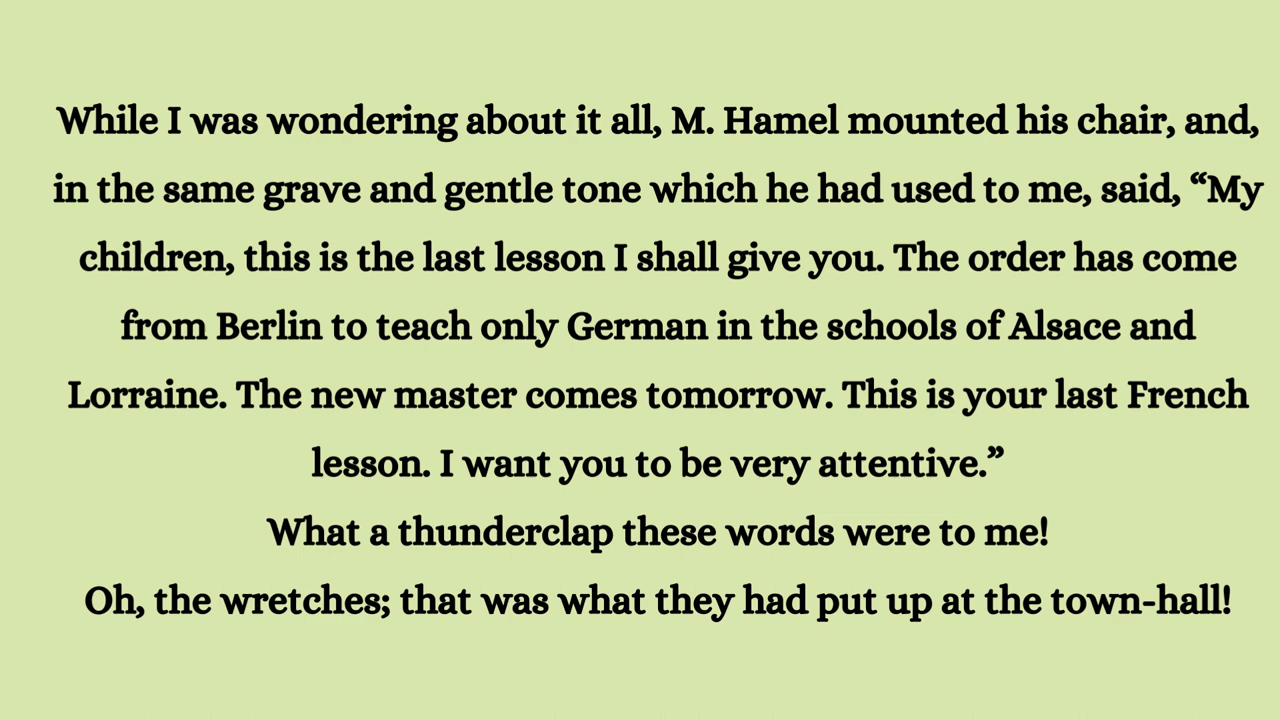 While I was wondering about it all, M. Hamel mounted his chair, and,
in the same grave and gentle tone which he had used to me, said, “My
children, this is the last lesson I shall give you. The order has come
from Berlin to teach only German in the schools of Alsace and
Lorraine. The new master comes tomorrow. This is your last French
lesson. I want you to be very attentive.”
What a thunderclap these words were to me!
Oh, the wretches; that was what they had put up at the town-hall!